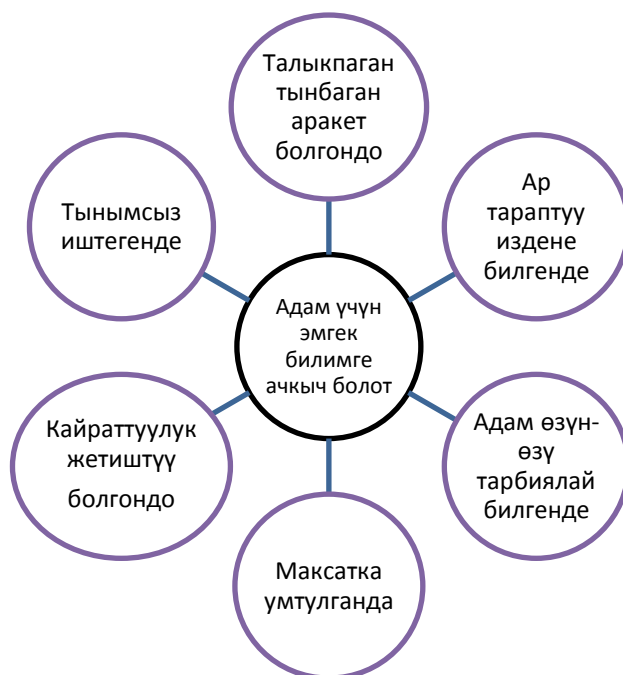 Талыкпаган
тынбаган
аракет
болгондо
Ар
тараптуу
издене
билгенде
Адам өзүн-
өзү
тарбиялай
билгенде
Максатка
умтулганда
Кайраттуулук
жетиштүү
болгондо
Тынымсыз
иштегенде
Адам үчүн
эмгек
билимге
ачкыч болот